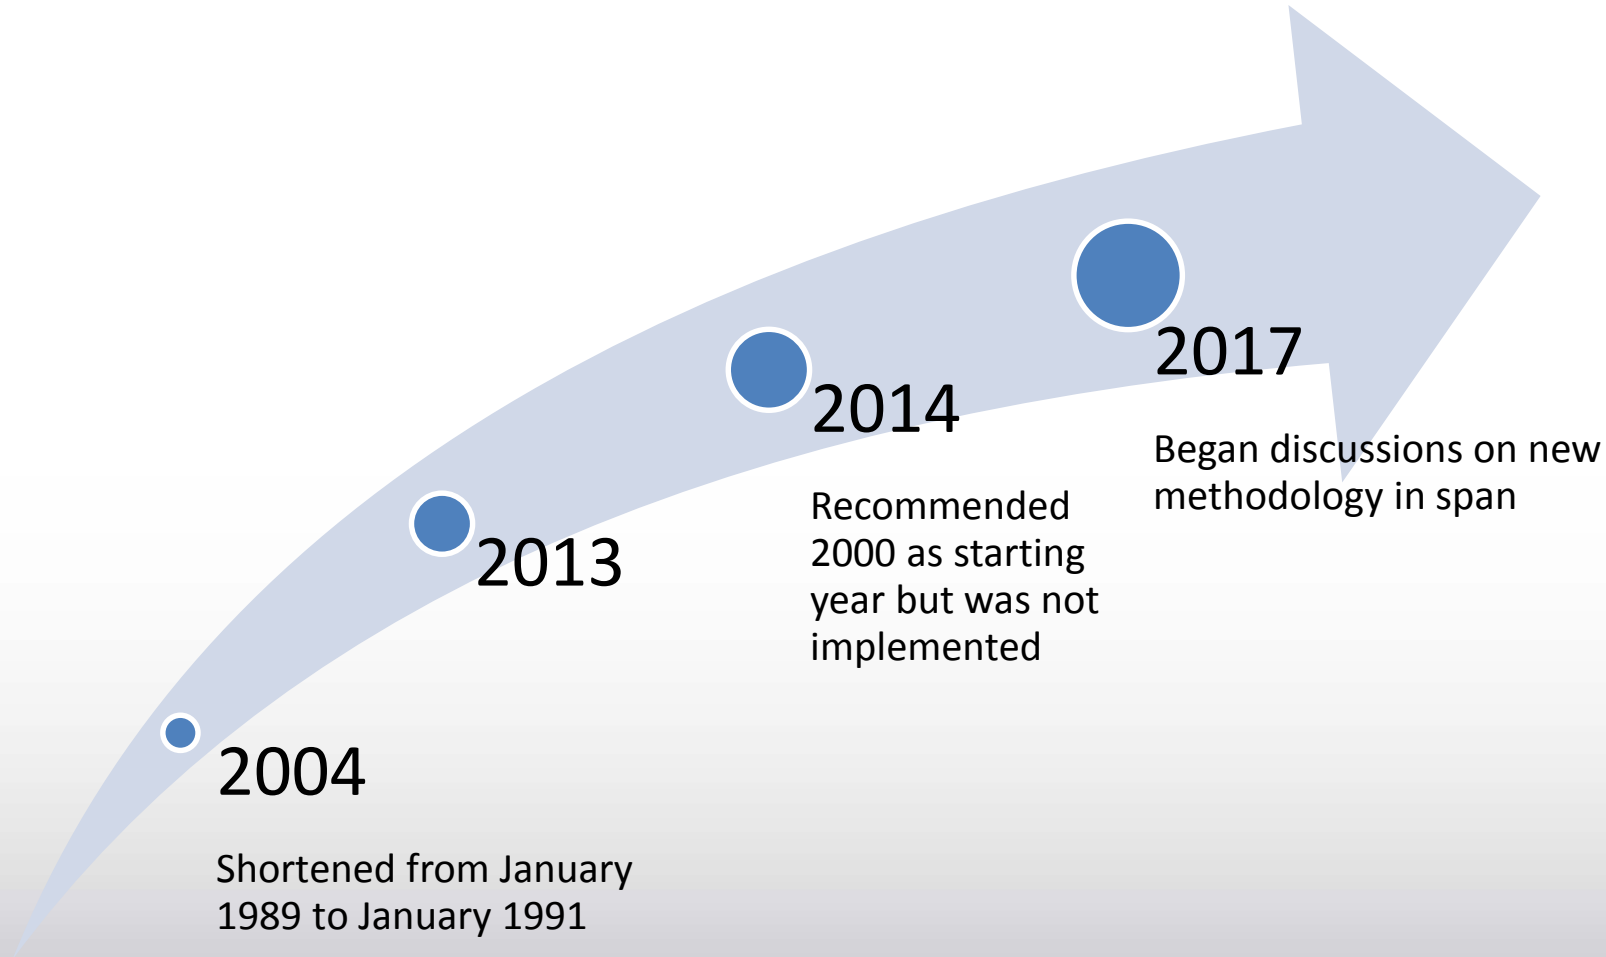 2004
Shortened from January
1989 to January 1991
2013
2014
Recommended
2000 as starting
year but was not
implemented
2017
Began discussions on new
methodology in span